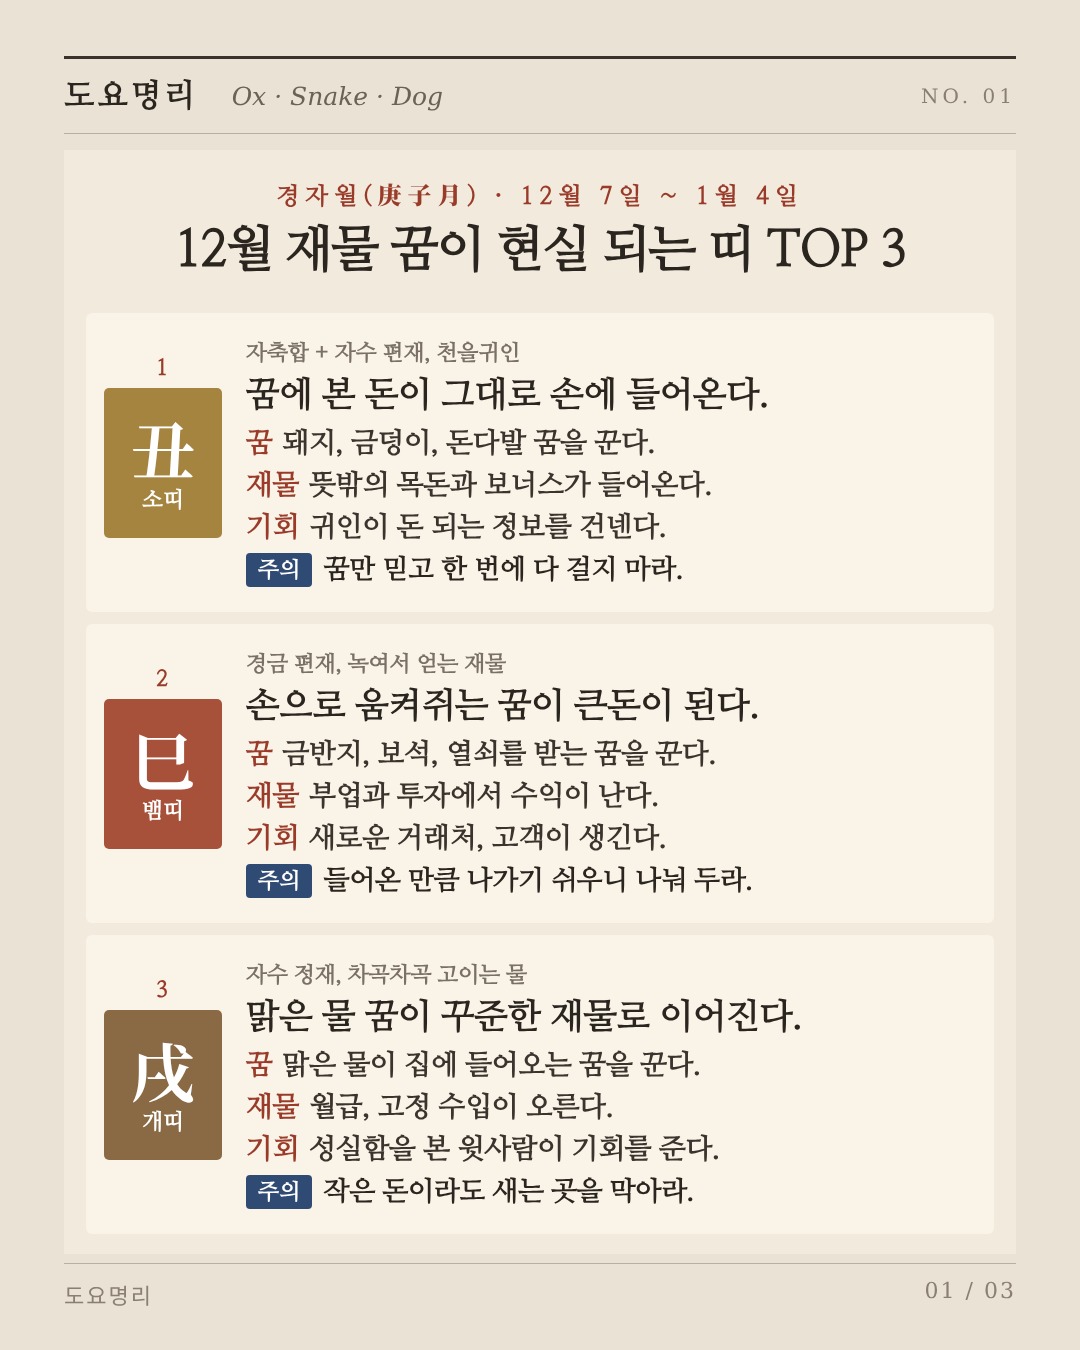 도요명리 Ox · Snake · Dog NO. 01
경자월(庚子月) · 12월 7일 ~ 1월 4일
12월 재물 꿈이 현실 되는 띠 TOP 3
1
丑
소띠
자축합 + 자수 편재, 천을귀인
꿈에 본 돈이 그대로 손에 들어온다.
꿈 돼지, 금덩이, 돈다발 꿈을 꾼다.
재물 뜻밖의 목돈과 보너스가 들어온다.
기회 귀인이 돈 되는 정보를 건넨다.
주의 꿈만 믿고 한 번에 다 걸지 마라.
2
巳
뱀띠
경금 편재, 녹여서 얻는 재물
손으로 움켜쥐는 꿈이 큰돈이 된다.
꿈 금반지, 보석, 열쇠를 받는 꿈을 꾼다.
재물 부업과 투자에서 수익이 난다.
기회 새로운 거래처, 고객이 생긴다.
주의 들어온 만큼 나가기 쉬우니 나눠 두라.
3
戌
개띠
자수 정재, 차곡차곡 고이는 물
맑은 물 꿈이 꾸준한 재물로 이어진다.
꿈 맑은 물이 집에 들어오는 꿈을 꾼다.
재물 월급, 고정 수입이 오른다.
기회 성실함을 본 윗사람이 기회를 준다.
주의 작은 돈이라도 새는 곳을 막아라.
도요명리 01 / 03